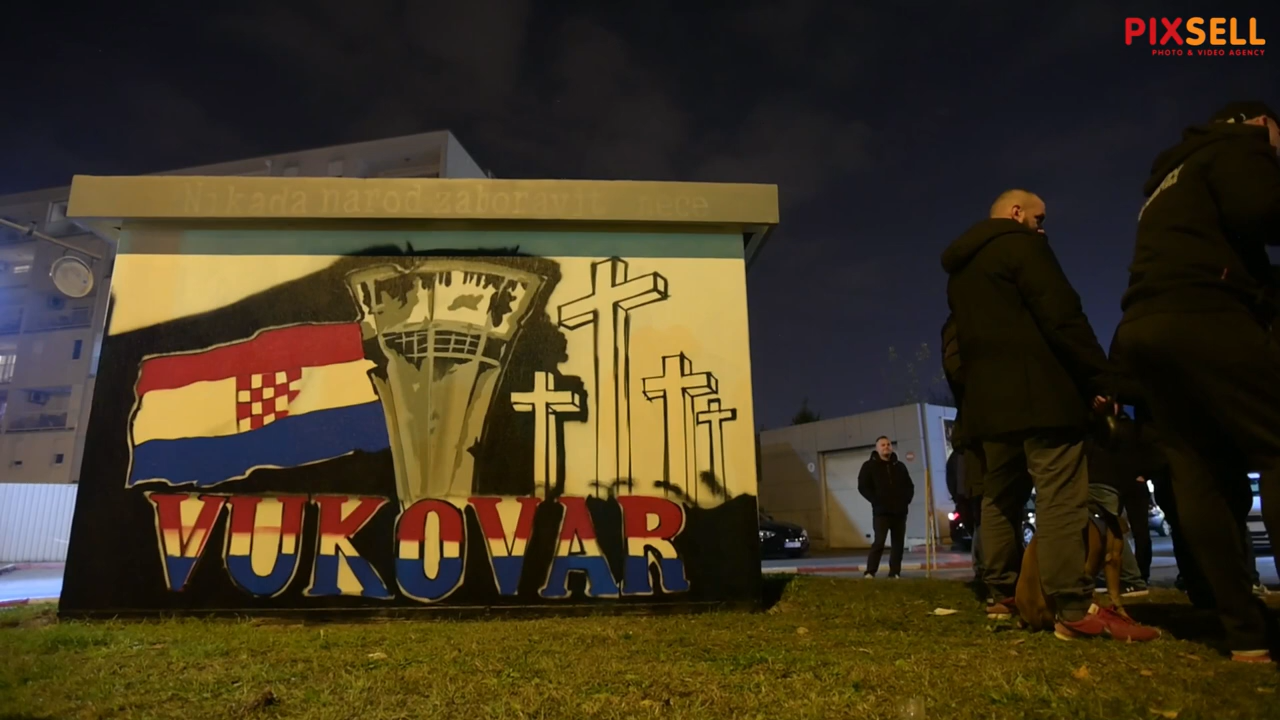 PIXSELL
PHOTO & VIDEO AGENCY
Nikada narod zaboravit neće
VUKOVAR